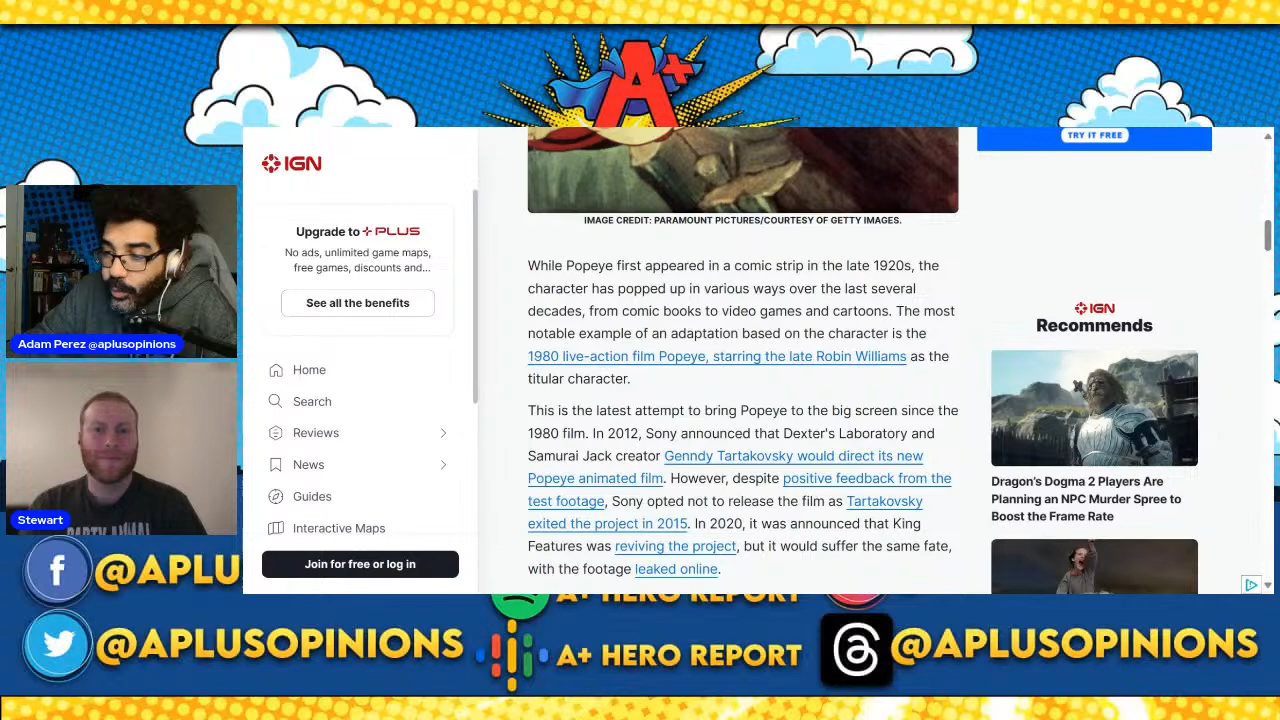 A+
IGN
Upgrade to PLUS
No ads, unlimited game maps,
free games, discounts and...
See all the benefits
Home
Search
Reviews
News
Guides
Interactive Maps
Join for free or log in
IMAGE CREDIT: PARAMOUNT PICTURES/COURTESY OF GETTY IMAGES.
While Popeye first appeared in a comic strip in the late 1920s, the
character has popped up in various ways over the last several
decades, from comic books to video games and cartoons. The most
notable example of an adaptation based on the character is the
1980 live-action film Popeye, starring the late Robin Williams as the
titular character.
This is the latest attempt to bring Popeye to the big screen since the
1980 film. In 2012, Sony announced that Dexter's Laboratory and
Samurai Jack creator Genndy Tartakovsky would direct its new
Popeye animated film. However, despite positive feedback from the
test footage, Sony opted not to release the film as Tartakovsky
exited the project in 2015. In 2020, it was announced that King
Features was reviving the project, but it would suffer the same fate,
with the footage leaked online.
TRY IT FREE
IGN
Recommends
Dragon's Dogma 2 Players Are
Planning an NPC Murder Spree to
Boost the Frame Rate
Adam Perez @aplusopinions
PARTY ANIMAL
Stewart
@APLU
A+ HERO REPORT
@APLUSOPINIONS
A+ HERO REPORT
@APLUSOPINIONS